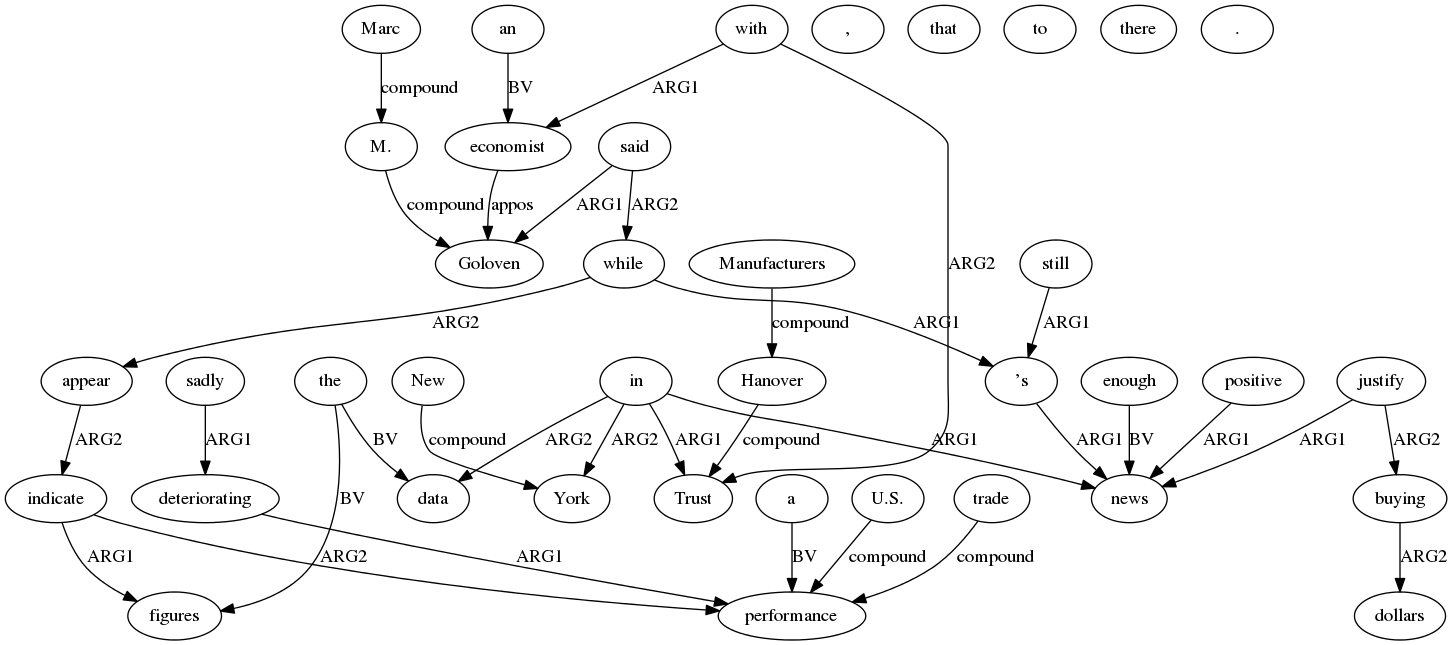 Marc an with , that to there .
compound BV ARG1
M. economist said
compound appos ARG1 ARG2
Goloven while Manufacturers ARG2 still
ARG2 compound ARG1 ARG1
appear sadly the New in Hanover 's enough positive justify
ARG2 ARG1 BV compound ARG2 ARG2 ARG1 compound ARG1 ARG1 BV ARG1 ARG1 ARG2
indicate deteriorating BV data York Trust a U.S. trade news buying
ARG1 ARG2 ARG1 BV compound compound ARG2
figures performance dollars